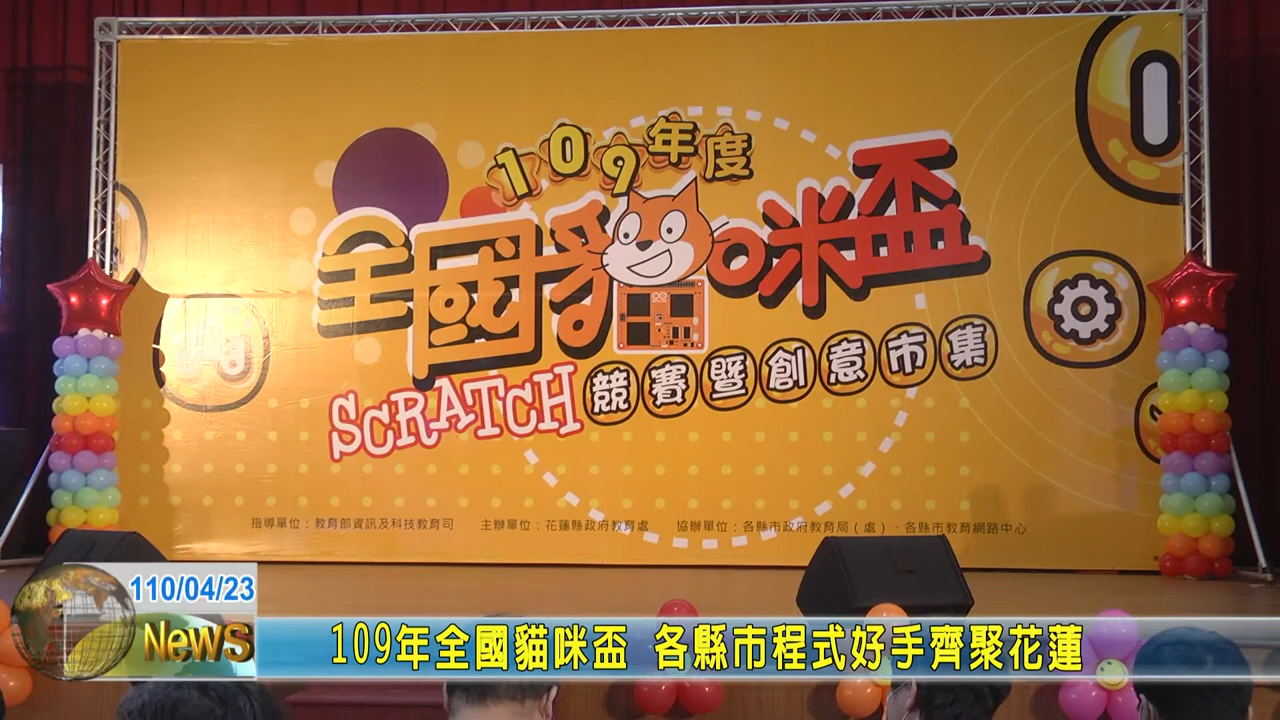 109年度
全國貓咪盃
SCRATCH競賽暨創意市集
指導單位：教育部資訊及科技教育司 主辦單位：花蓮縣政府教育處 協辦單位：各縣市政府教育局（處）、各縣市教育網路中心
110/04/23
NewS
109年全國貓咪盃 各縣市程式好手齊聚花蓮